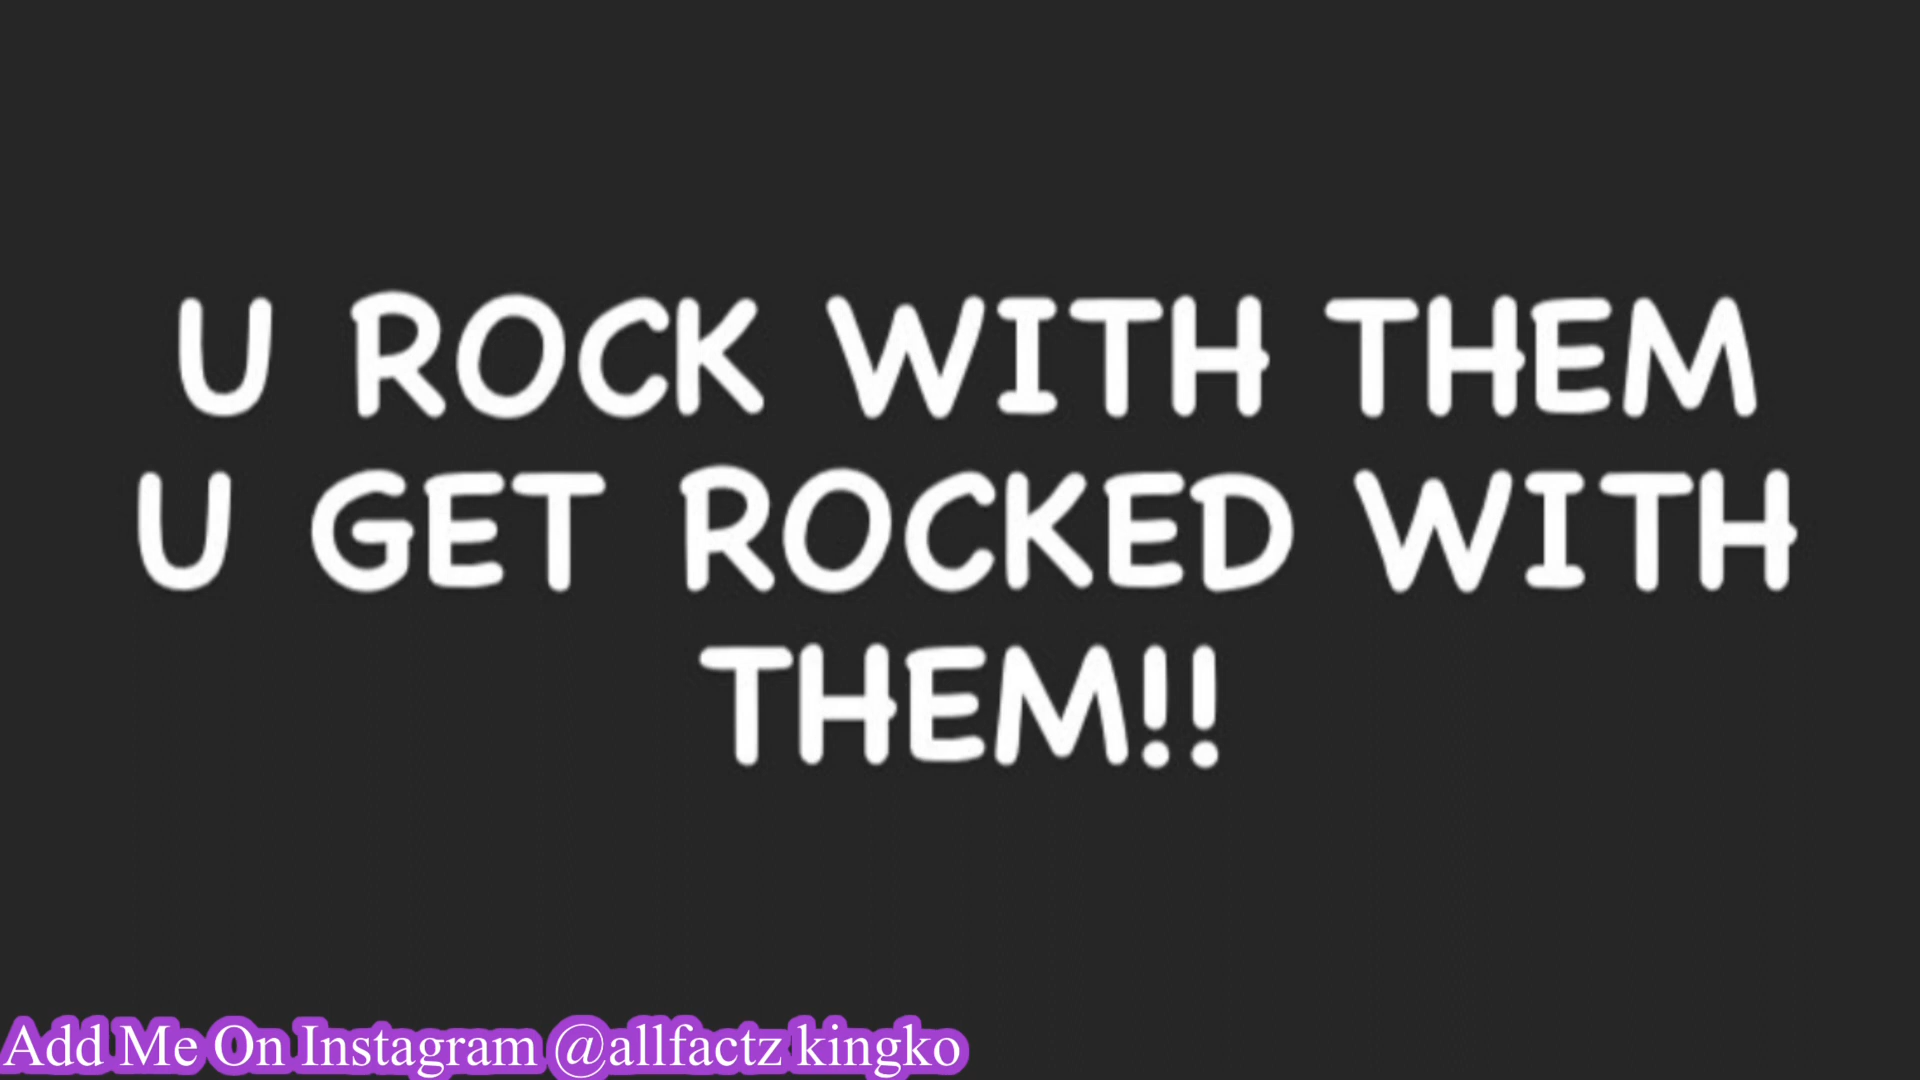 U ROCK WITH THEM
U GET ROCKED WITH
THEM!!
Add Me On Instagram @allfactz kingko